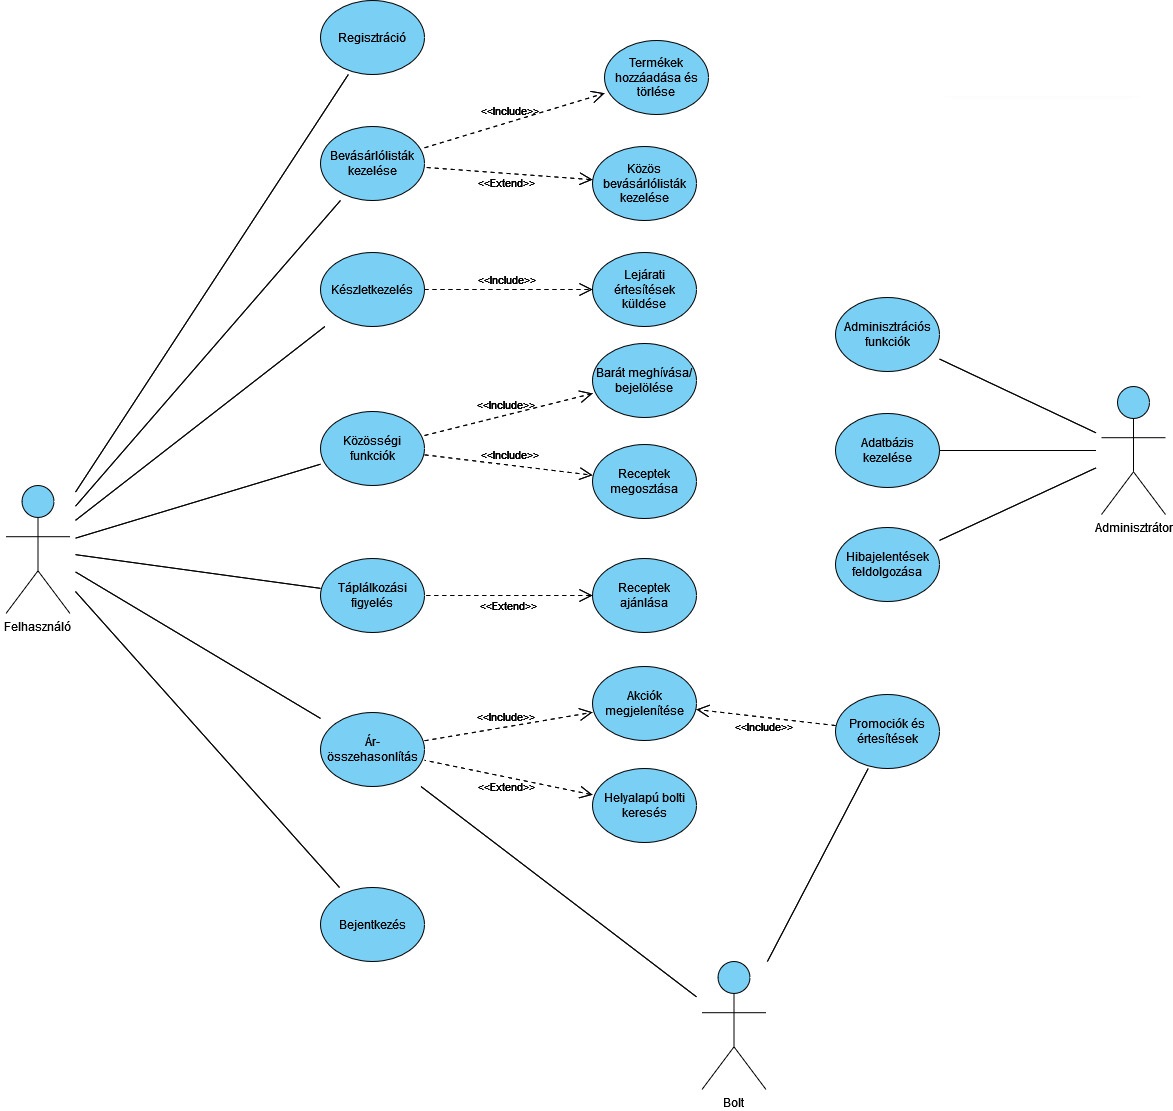 Regisztráció
Termékek
hozzáadása és
törlése
<<Include>>
Bevásárlólisták
kezelése
<<Extend>>
Közös
bevásárlólisták
kezelése
Készletkezelés
<<Include>>
Lejárati
értesítések
küldése
Adminisztrációs
funkciók
Barát meghívása/
bejelölése
<<Include>>
Közösségi
funkciók
<<Include>>
Receptek
megosztása
Adatbázis
kezelése
Adminisztrátor
Hibajelentések
feldolgozása
Felhasználó
Táplálkozási
figyelés
<<Extend>>
Receptek
ajánlása
Akciók
megjelenítése
<<Include>>
<<Include>>
Promociók és
értesítések
Ár-
összehasonlítás
<<Extend>>
Helyalapú bolti
keresés
Bejentkezés
Bolt